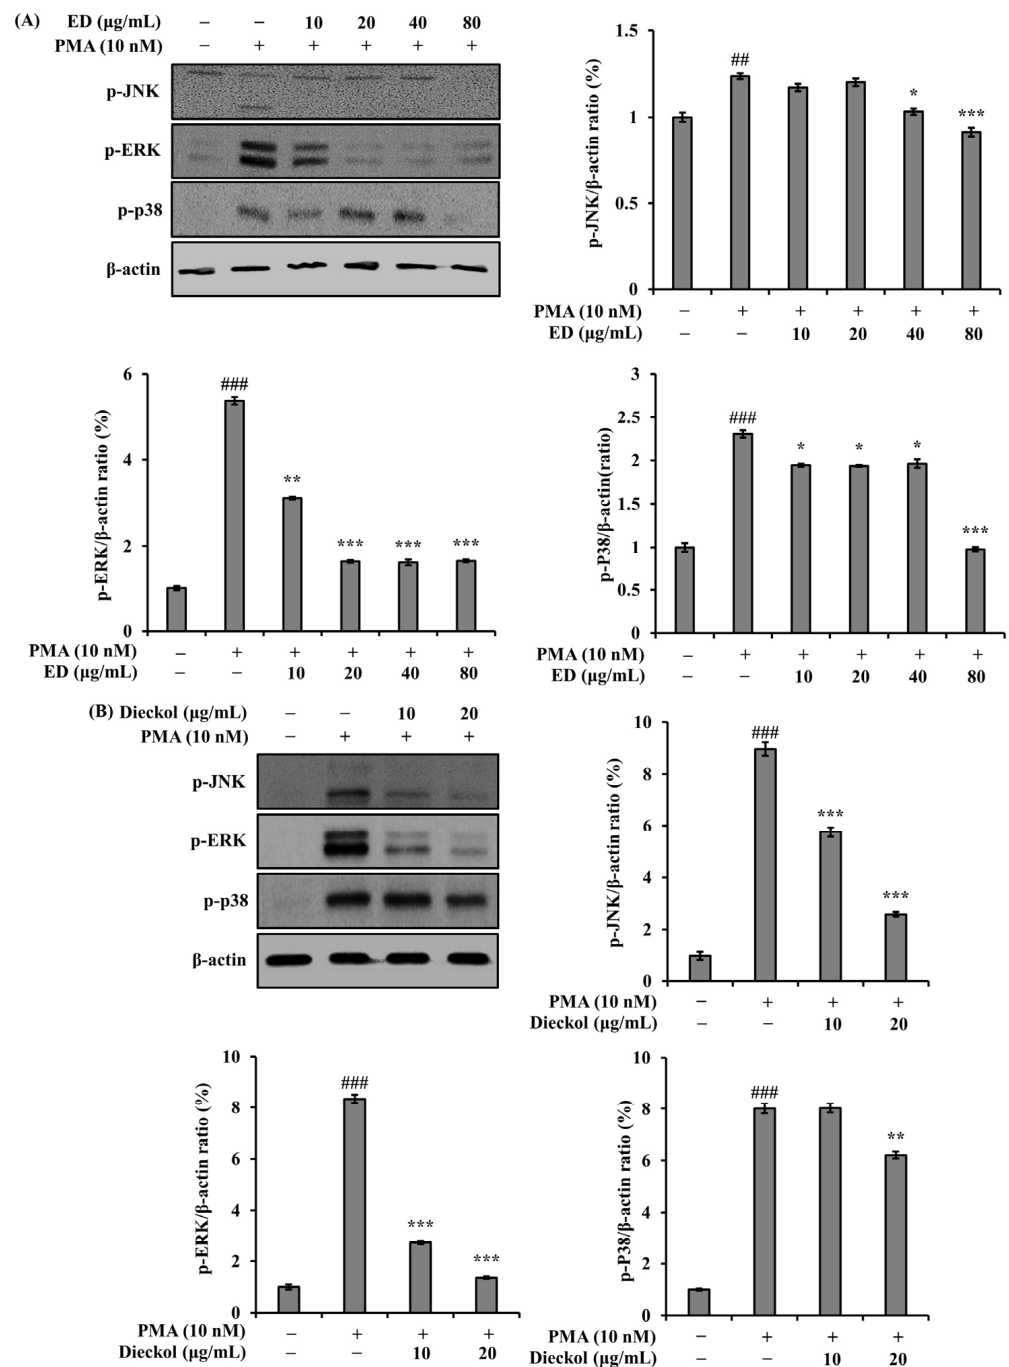 (A) ED (μg/mL) – – 10 20 40 80
PMA (10 nM) – + + + + +
p-JNK
p-ERK
p-p38
β-actin
p-JNK/β-actin ratio (%)
1.5
1
0.5
0
##
*
***
PMA (10 nM) – + + + + +
ED (μg/mL) – – 10 20 40 80
p-ERK/β-actin ratio (%)
6
4
2
0
###
**
*** *** ***
PMA (10 nM) – + + + + +
ED (μg/mL) – – 10 20 40 80
p-P38/β-actin(ratio)
3
2.5
2
1.5
1
0.5
0
###
* * *
***
PMA (10 nM) – + + + + +
ED (μg/mL) – – 10 20 40 80
(B) Dieckol (μg/mL) – – 10 20
PMA (10 nM) – + + +
p-JNK
p-ERK
p-p38
β-actin
p-JNK/β-actin ratio (%)
10
8
6
4
2
0
###
***
***
PMA (10 nM) – + + +
Dieckol (μg/mL) – – 10 20
p-ERK/β-actin ratio (%)
10
8
6
4
2
0
###
***
***
PMA (10 nM) – + + +
Dieckol (μg/mL) – – 10 20
p-P38/β-actin ratio (%)
10
8
6
4
2
0
###
**
PMA (10 nM) – + + +
Dieckol (μg/mL) – – 10 20